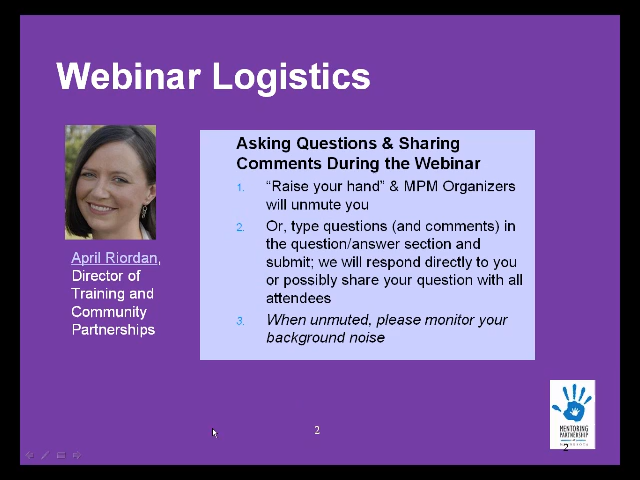 Webinar Logistics
April Riordan,
Director of
Training and
Community
Partnerships
Asking Questions & Sharing
Comments During the Webinar
1. “Raise your hand” & MPM Organizers
will unmute you
2. Or, type questions (and comments) in
the question/answer section and
submit; we will respond directly to you
or possibly share your question with all
attendees
3. When unmuted, please monitor your
background noise
2
MENTORING
PARTNERSHIP
2